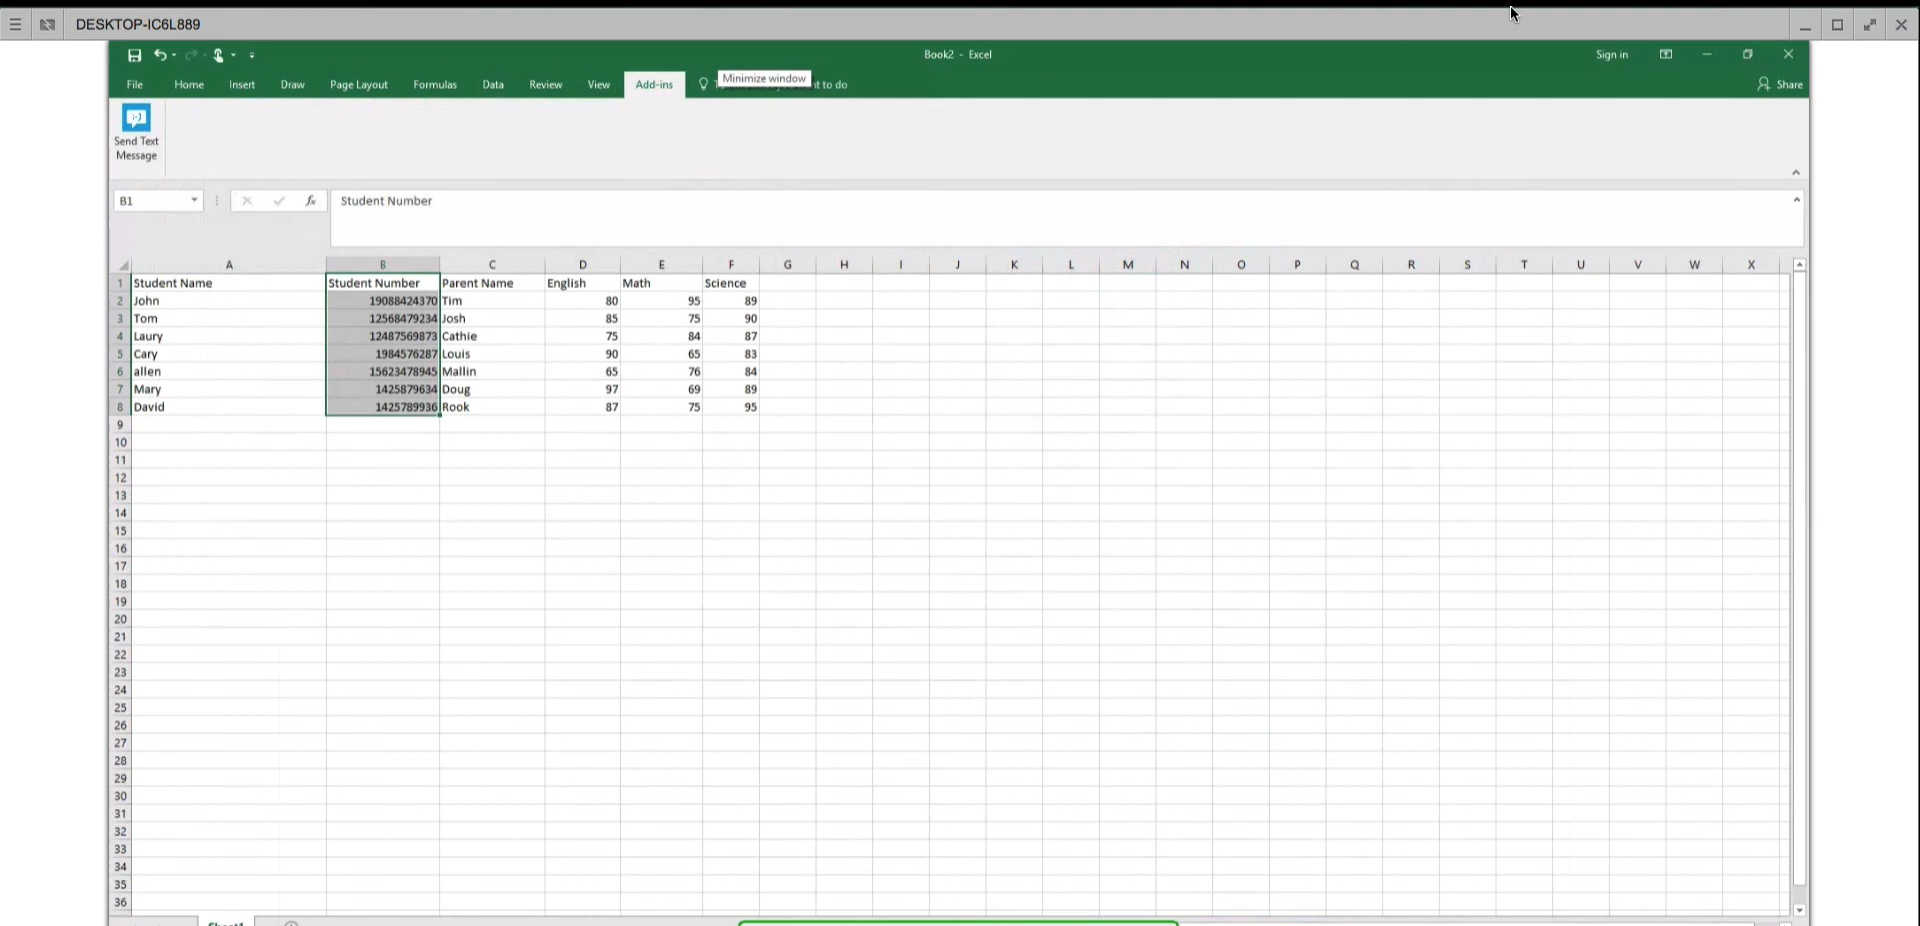 DESKTOP-IC6L889
Book2 - Excel
Sign in
File Home Insert Draw Page Layout Formulas Data Review View Add-ins nt to do Share
Minimize window
Send Text
Message
B1 fx Student Number
A B C D E F G H I J K L M N O P Q R S T U V W X
1 Student Name Student Number Parent Name English Math Science
2 John 19088424370 Tim 80 95 89
3 Tom 12568479234 Josh 85 75 90
4 Laury 12487569873 Cathie 75 84 87
5 Cary 1984576287 Louis 90 65 83
6 allen 15623478945 Mallin 65 76 84
7 Mary 1425879634 Doug 97 69 89
8 David 1425789936 Rook 87 75 95
9
10
11
12
13
14
15
16
17
18
19
20
21
22
23
24
25
26
27
28
29
30
31
32
33
34
35
36
Sheet1